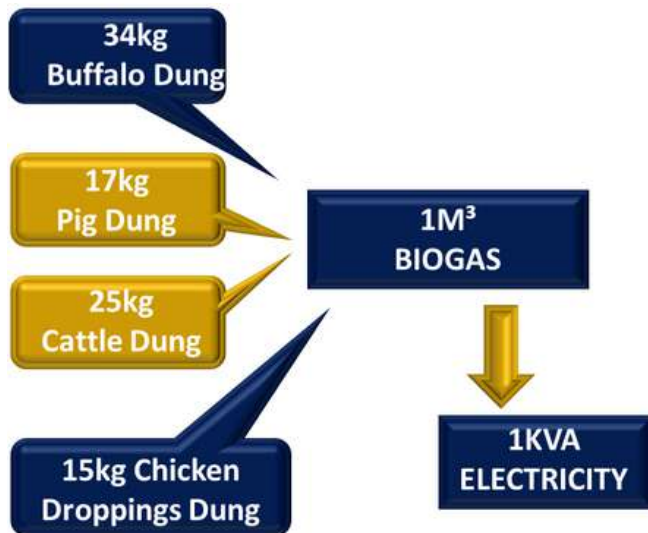 34kg
Buffalo Dung
17kg
Pig Dung
25kg
Cattle Dung
15kg Chicken
Droppings Dung
1M³
BIOGAS
1KVA
ELECTRICITY